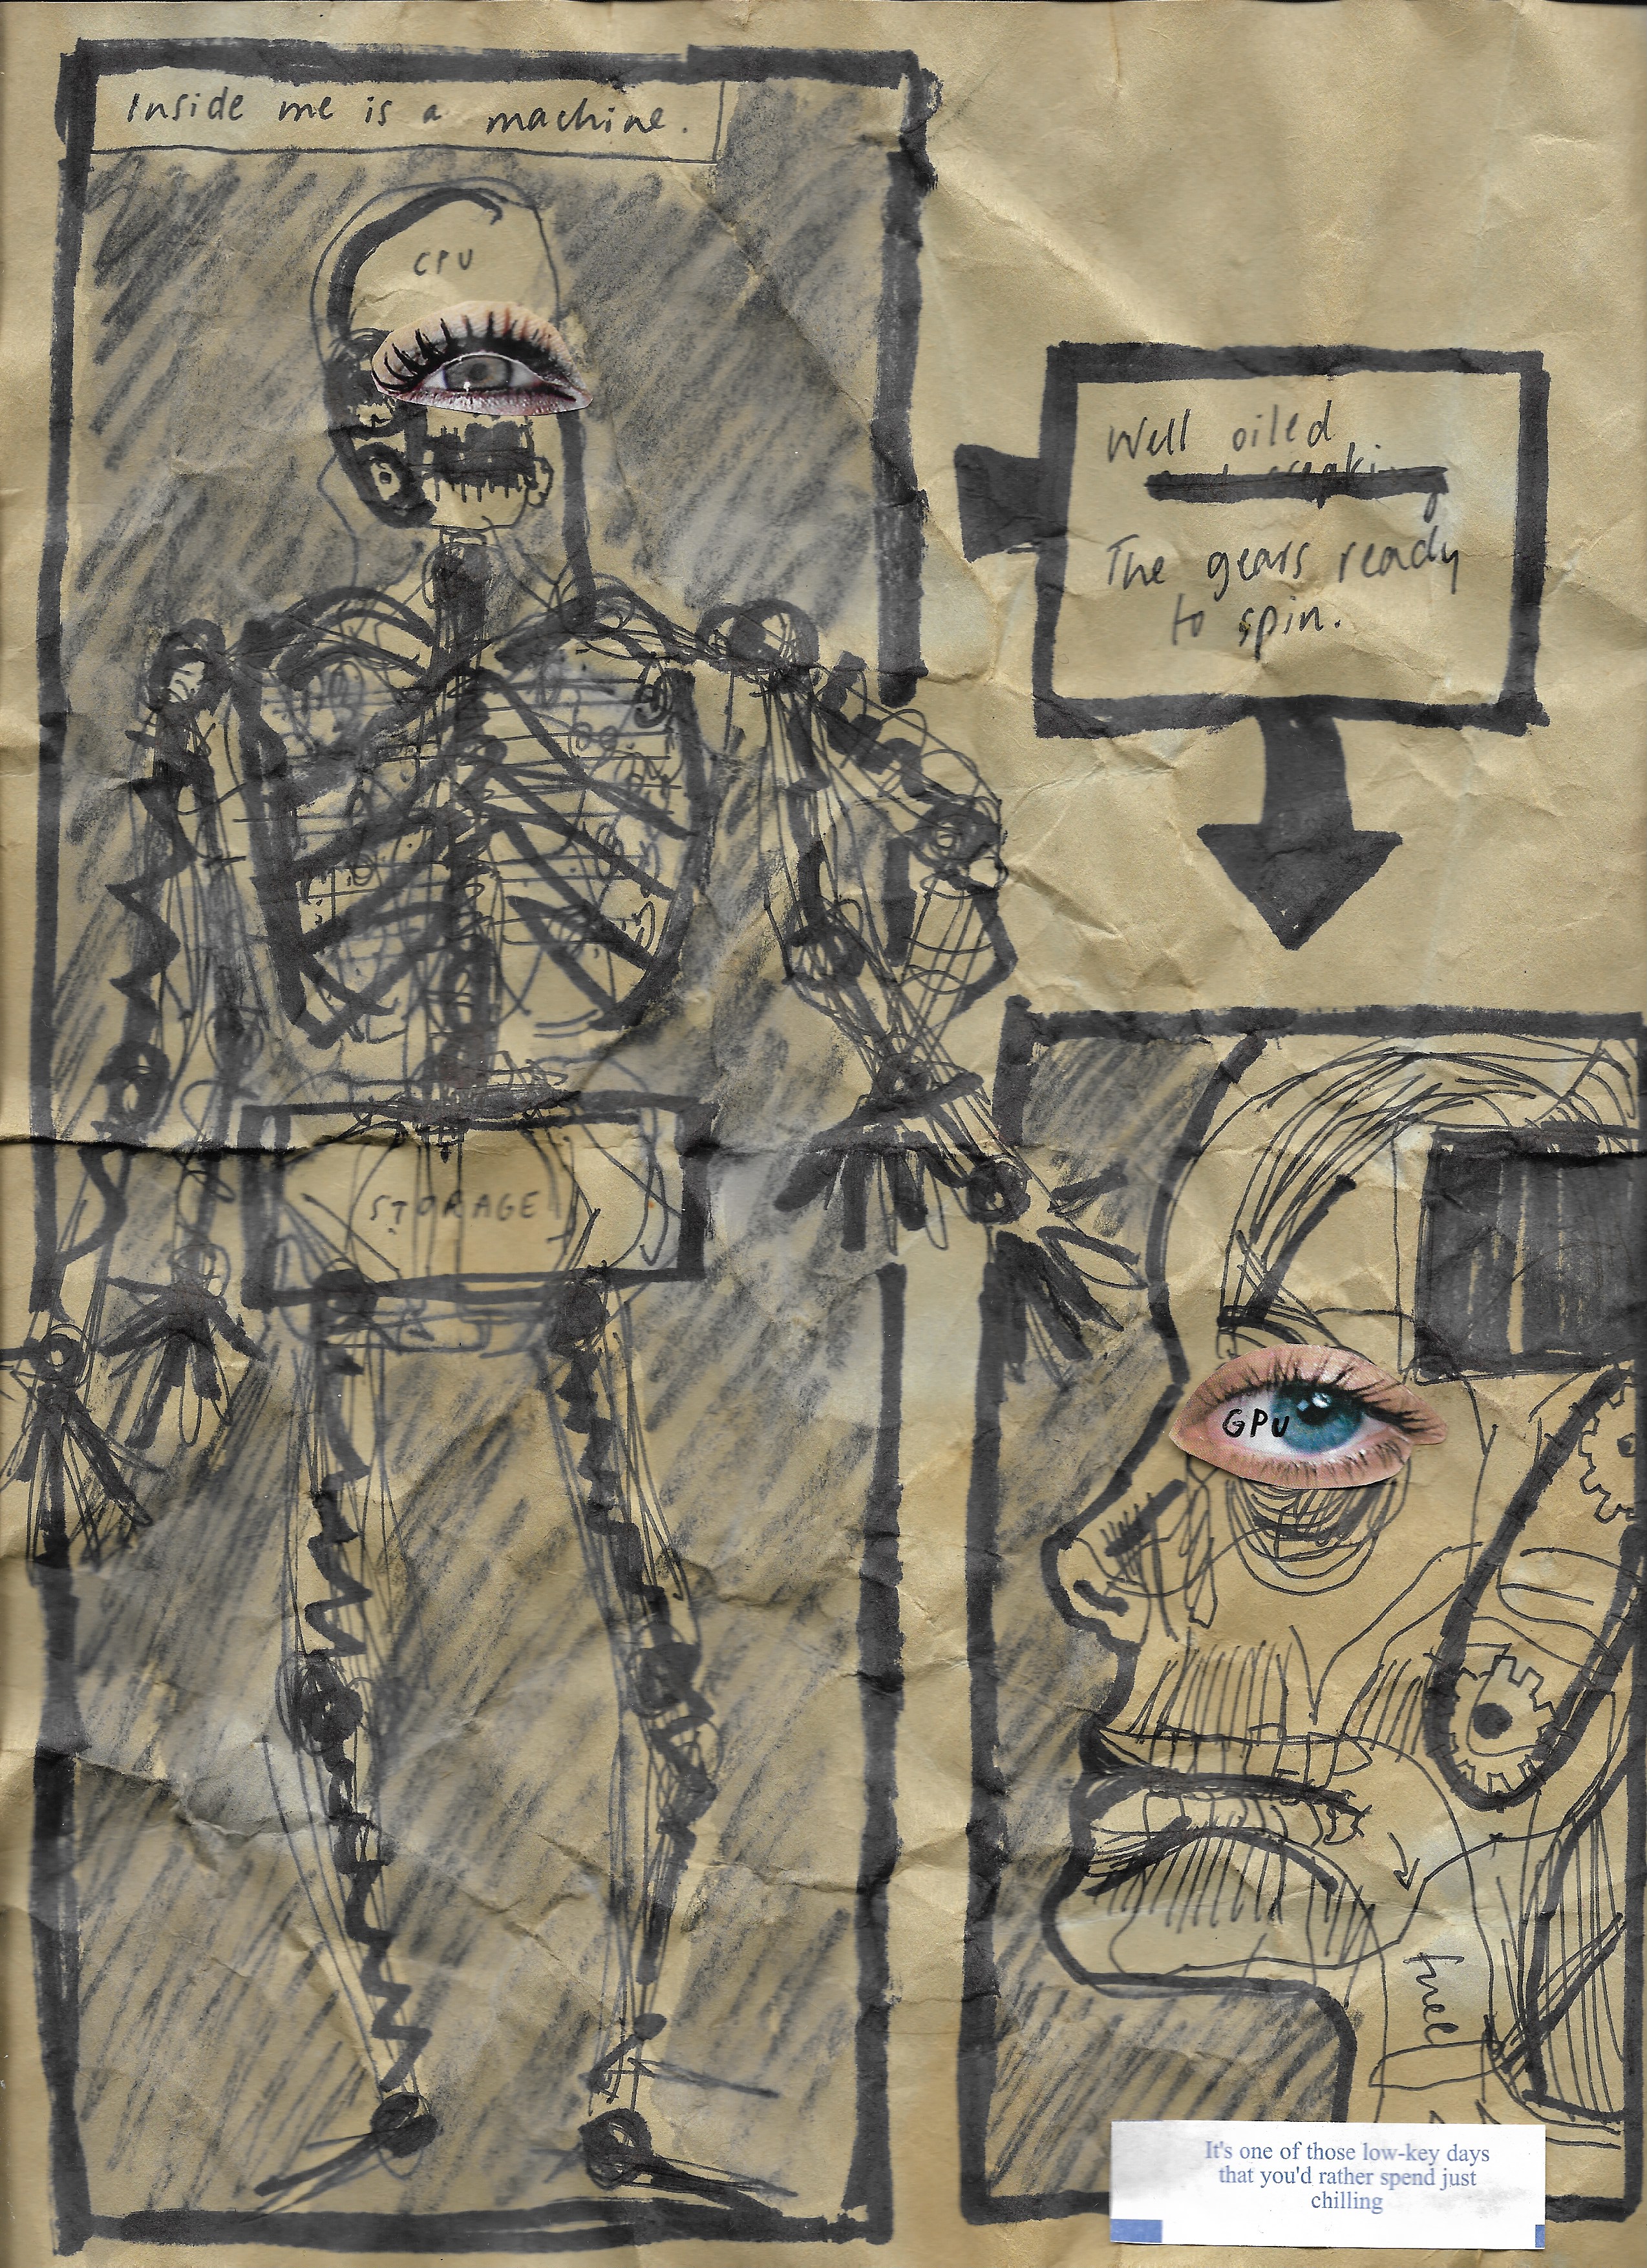 Inside me is a machine.
CPU
Well oiled
The gears ready
to spin.
STORAGE
GPU
fuel
It's one of those low-key days
that you'd rather spend just
chilling